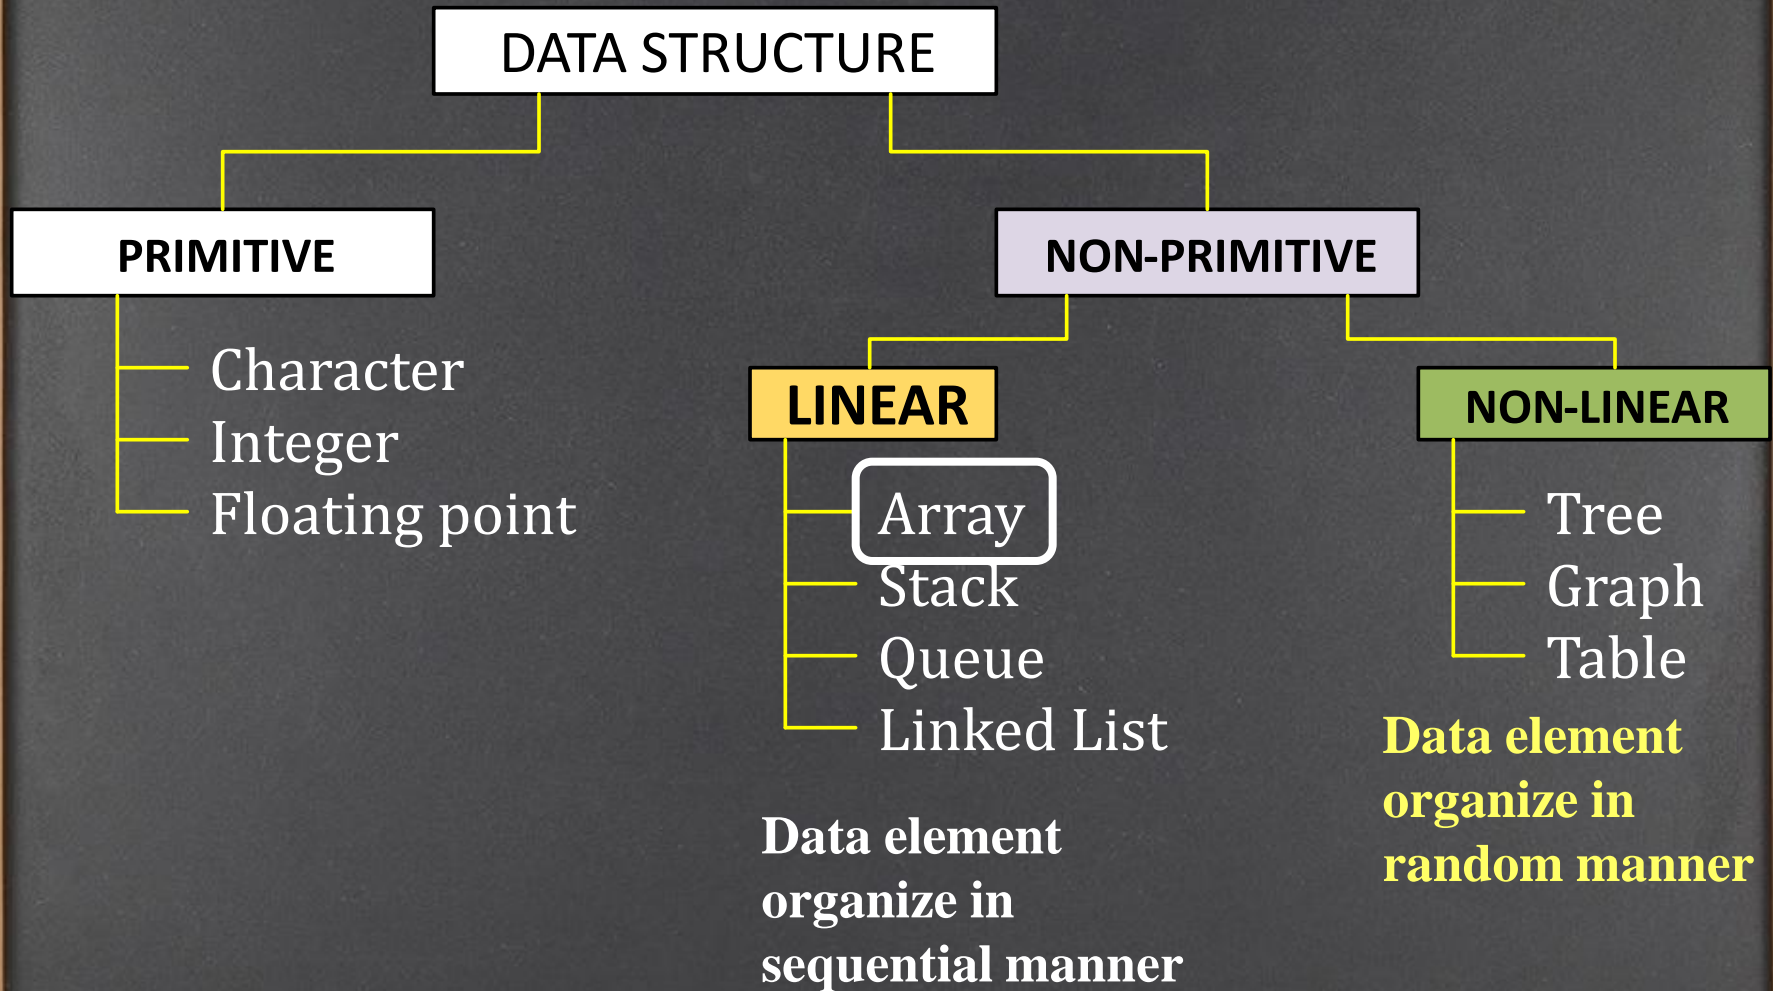 DATA STRUCTURE
PRIMITIVE
Character
Integer
Floating point
NON-PRIMITIVE
LINEAR
Array
Stack
Queue
Linked List
Data element
organize in
sequential manner
NON-LINEAR
Tree
Graph
Table
Data element
organize in
random manner